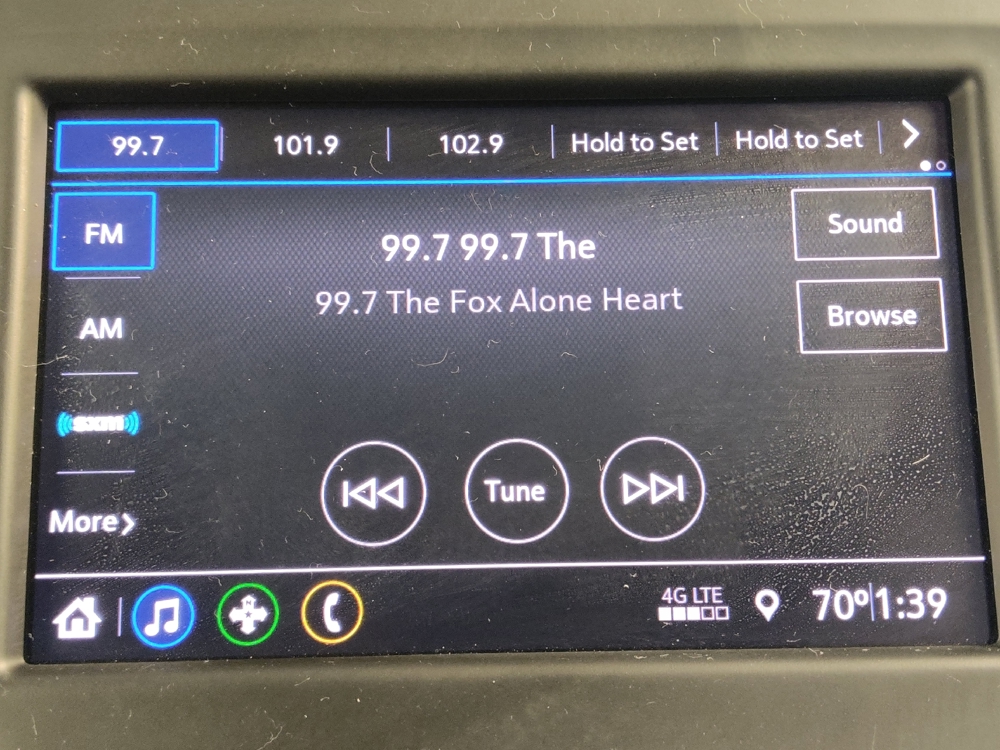 99.7 101.9 102.9 Hold to Set Hold to Set
FM
99.7 99.7 The
Sound
99.7 The Fox Alone Heart
AM
Browse
sxm
Tune
More
4G LTE
70° 1:39